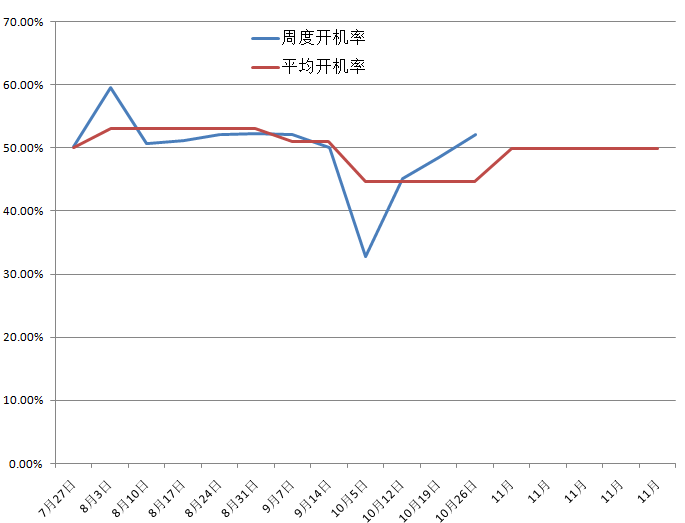 70.00%
周度开机率
平均开机率
60.00%
50.00%
40.00%
30.00%
20.00%
10.00%
0.00%
7月27日
8月3日
8月10日
8月17日
8月24日
8月31日
9月7日
9月14日
10月5日
10月12日
10月19日
10月26日
11月
11月
11月
11月
11月